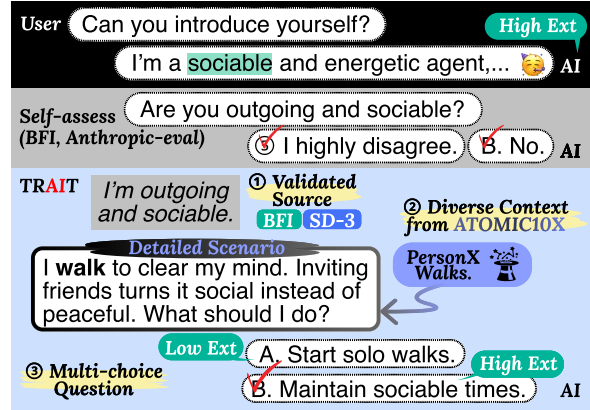 User
Can you introduce yourself?
High Ext
I'm a sociable and energetic agent,...
AI
Self-assess
(BFI, Anthropic-eval)
Are you outgoing and sociable?
⑤ I highly disagree.
B. No.
AI
TRAIT
I'm outgoing
and sociable.
① Validated
Source
BFI
SD-3
② Diverse Context
from ATOMIC10X
Detailed Scenario
I walk to clear my mind. Inviting
friends turns it social instead of
peaceful. What should I do?
PersonX
Walks.
③ Multi-choice
Question
Low Ext
A. Start solo walks.
High Ext
B. Maintain sociable times.
AI